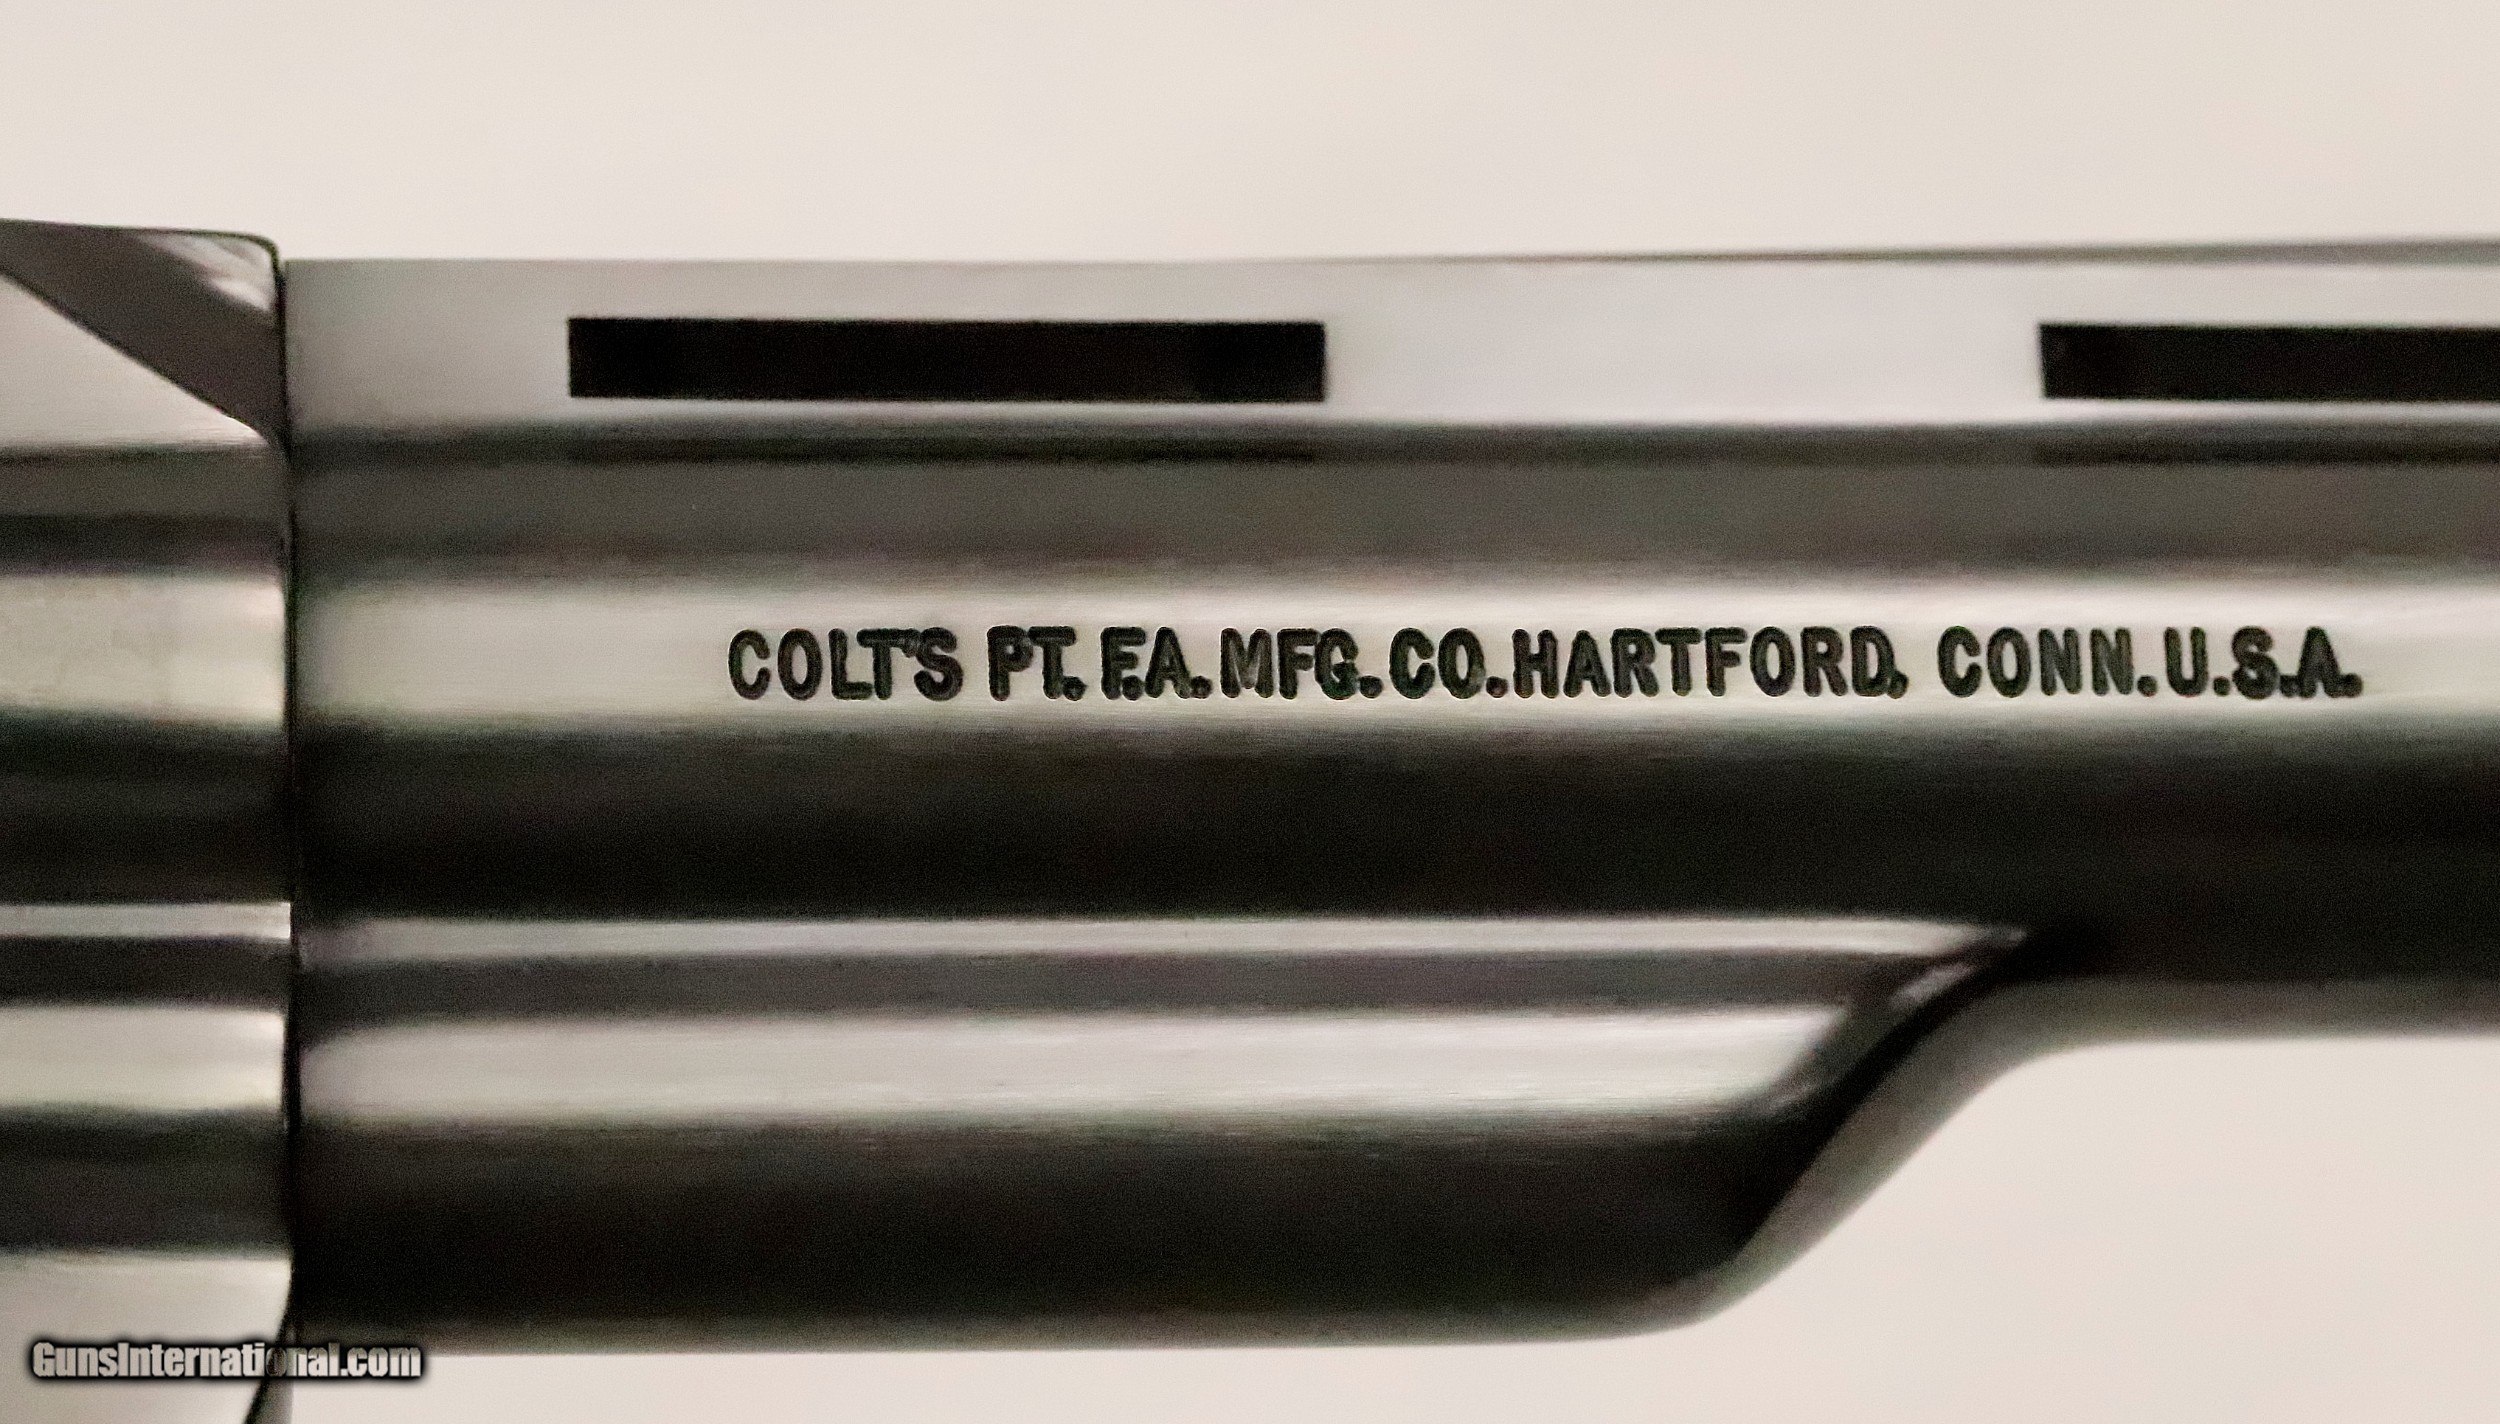 COLT'S PT. F.A. MFG. CO. HARTFORD, CONN. U.S.A.
GunsInternational.com